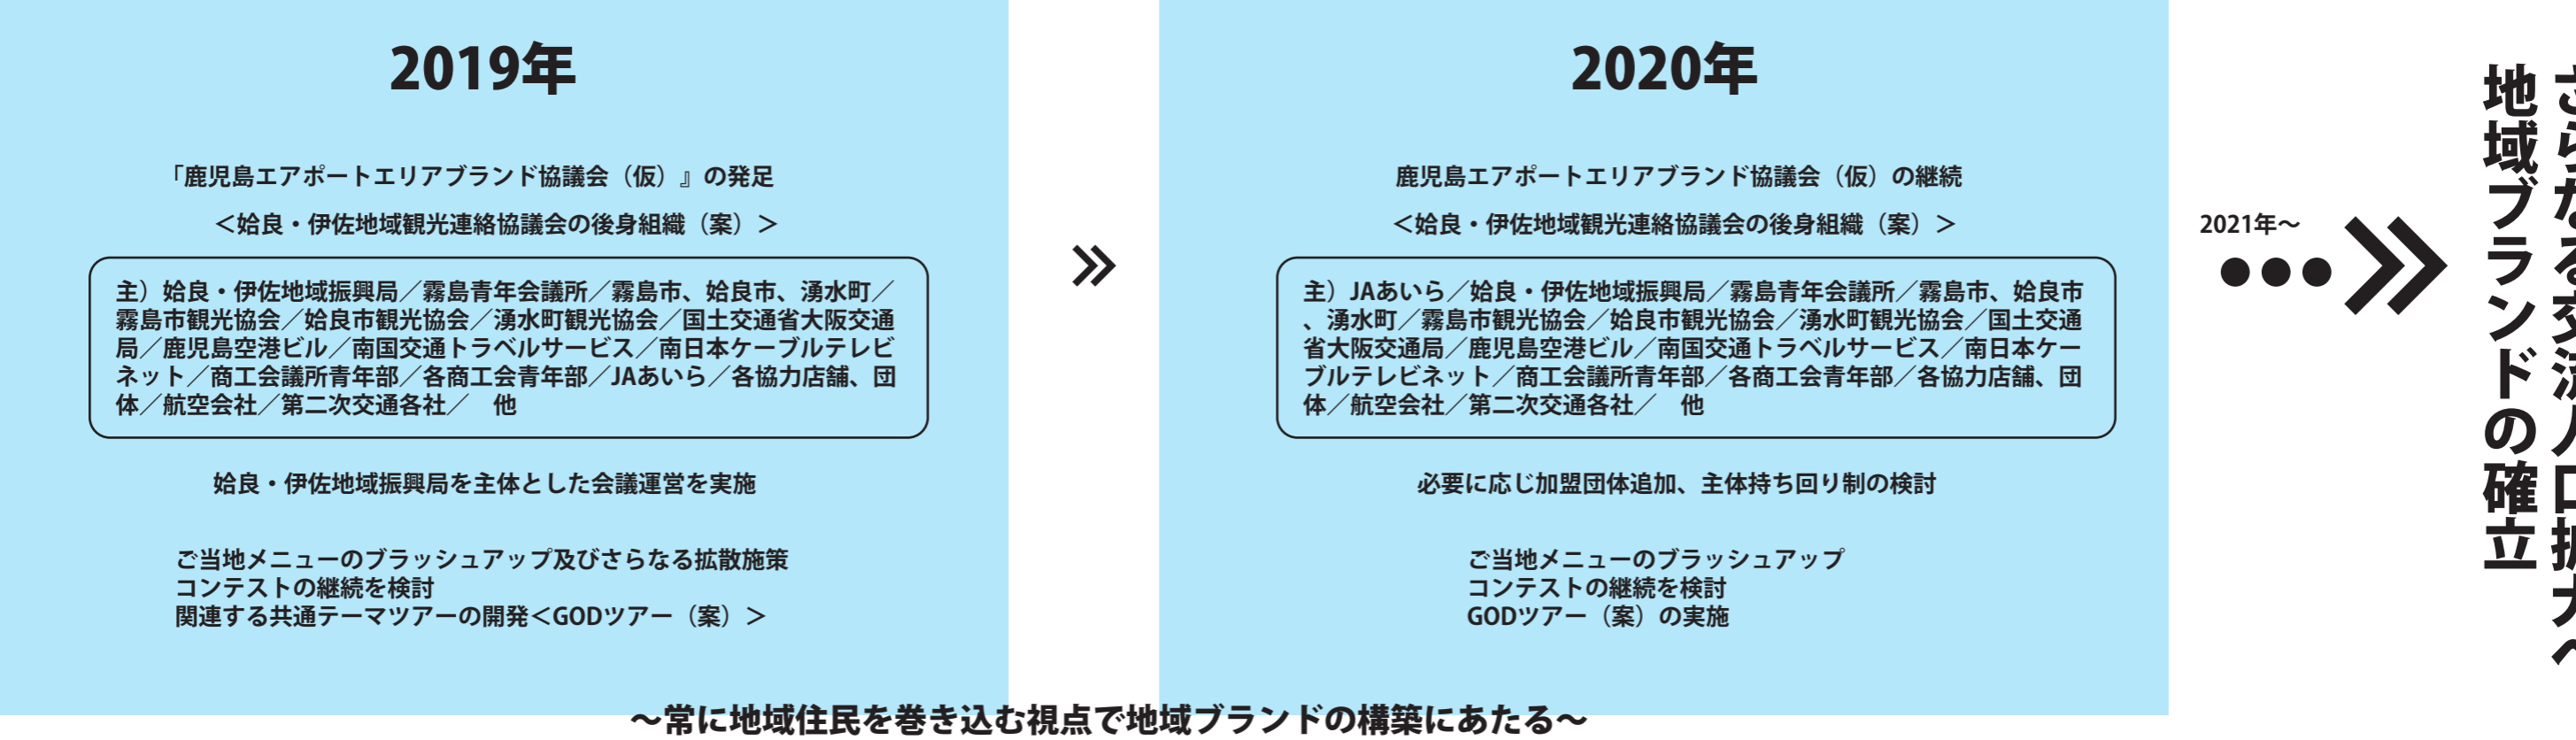 2019年
「鹿児島エアポートエリアブランド協議会（仮）』の発足
＜姶良・伊佐地域観光連絡協議会の後身組織（案）＞
主）姶良・伊佐地域振興局／霧島青年会議所／霧島市、姶良市、湧水町／
霧島市観光協会／姶良市観光協会／湧水町観光協会／国土交通省大阪交通
局／鹿児島空港ビル／南国交通トラベルサービス／南日本ケーブルテレビ
ネット／商工会議所青年部／各商工会青年部／JAあいら／各協力店舗、団
体／航空会社／第二次交通各社／　他
姶良・伊佐地域振興局を主体とした会議運営を実施
ご当地メニューのブラッシュアップ及びさらなる拡散施策
コンテストの継続を検討
関連する共通テーマツアーの開発＜GODツアー（案）＞
2020年
鹿児島エアポートエリアブランド協議会（仮）の継続
＜姶良・伊佐地域観光連絡協議会の後身組織（案）＞
主）JAあいら／姶良・伊佐地域振興局／霧島青年会議所／霧島市、姶良市
、湧水町／霧島市観光協会／姶良市観光協会／湧水町観光協会／国土交通
省大阪交通局／鹿児島空港ビル／南国交通トラベルサービス／南日本ケー
ブルテレビネット／商工会議所青年部／各商工会青年部／各協力店舗、団
体／航空会社／第二次交通各社／　他
必要に応じ加盟団体追加、主体持ち回り制の検討
ご当地メニューのブラッシュアップ
コンテストの継続を検討
GODツアー（案）の実施
2021年～
さらなる交流人口拡大～
地域ブランドの確立
～常に地域住民を巻き込む視点で地域ブランドの構築にあたる～